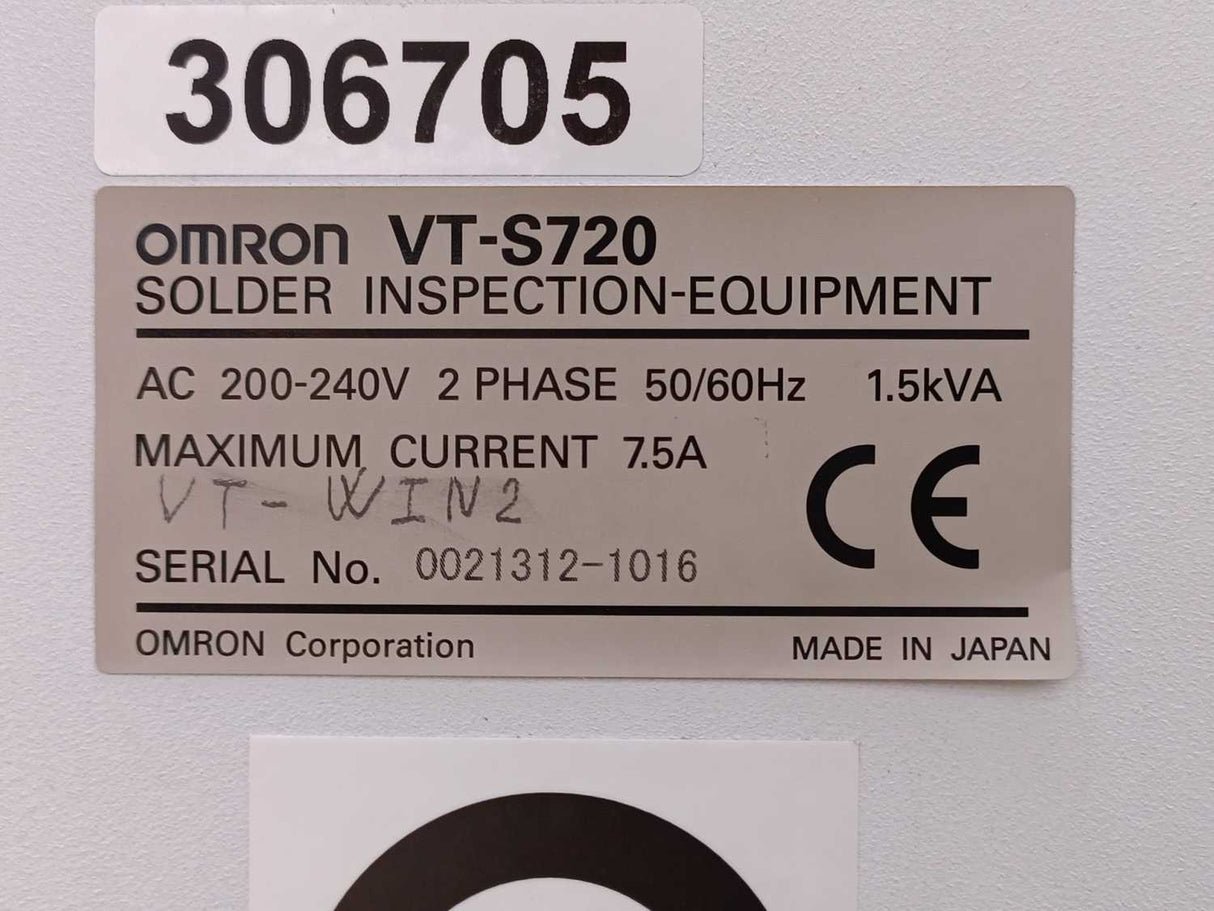 306705
omron VT-S720
SOLDER INSPECTION-EQUIPMENT
AC 200-240V 2 PHASE 50/60Hz 1.5kVA
MAXIMUM CURRENT 7.5A
VT-WIN2
CE
SERIAL No. 0021312-1016
OMRON Corporation MADE IN JAPAN